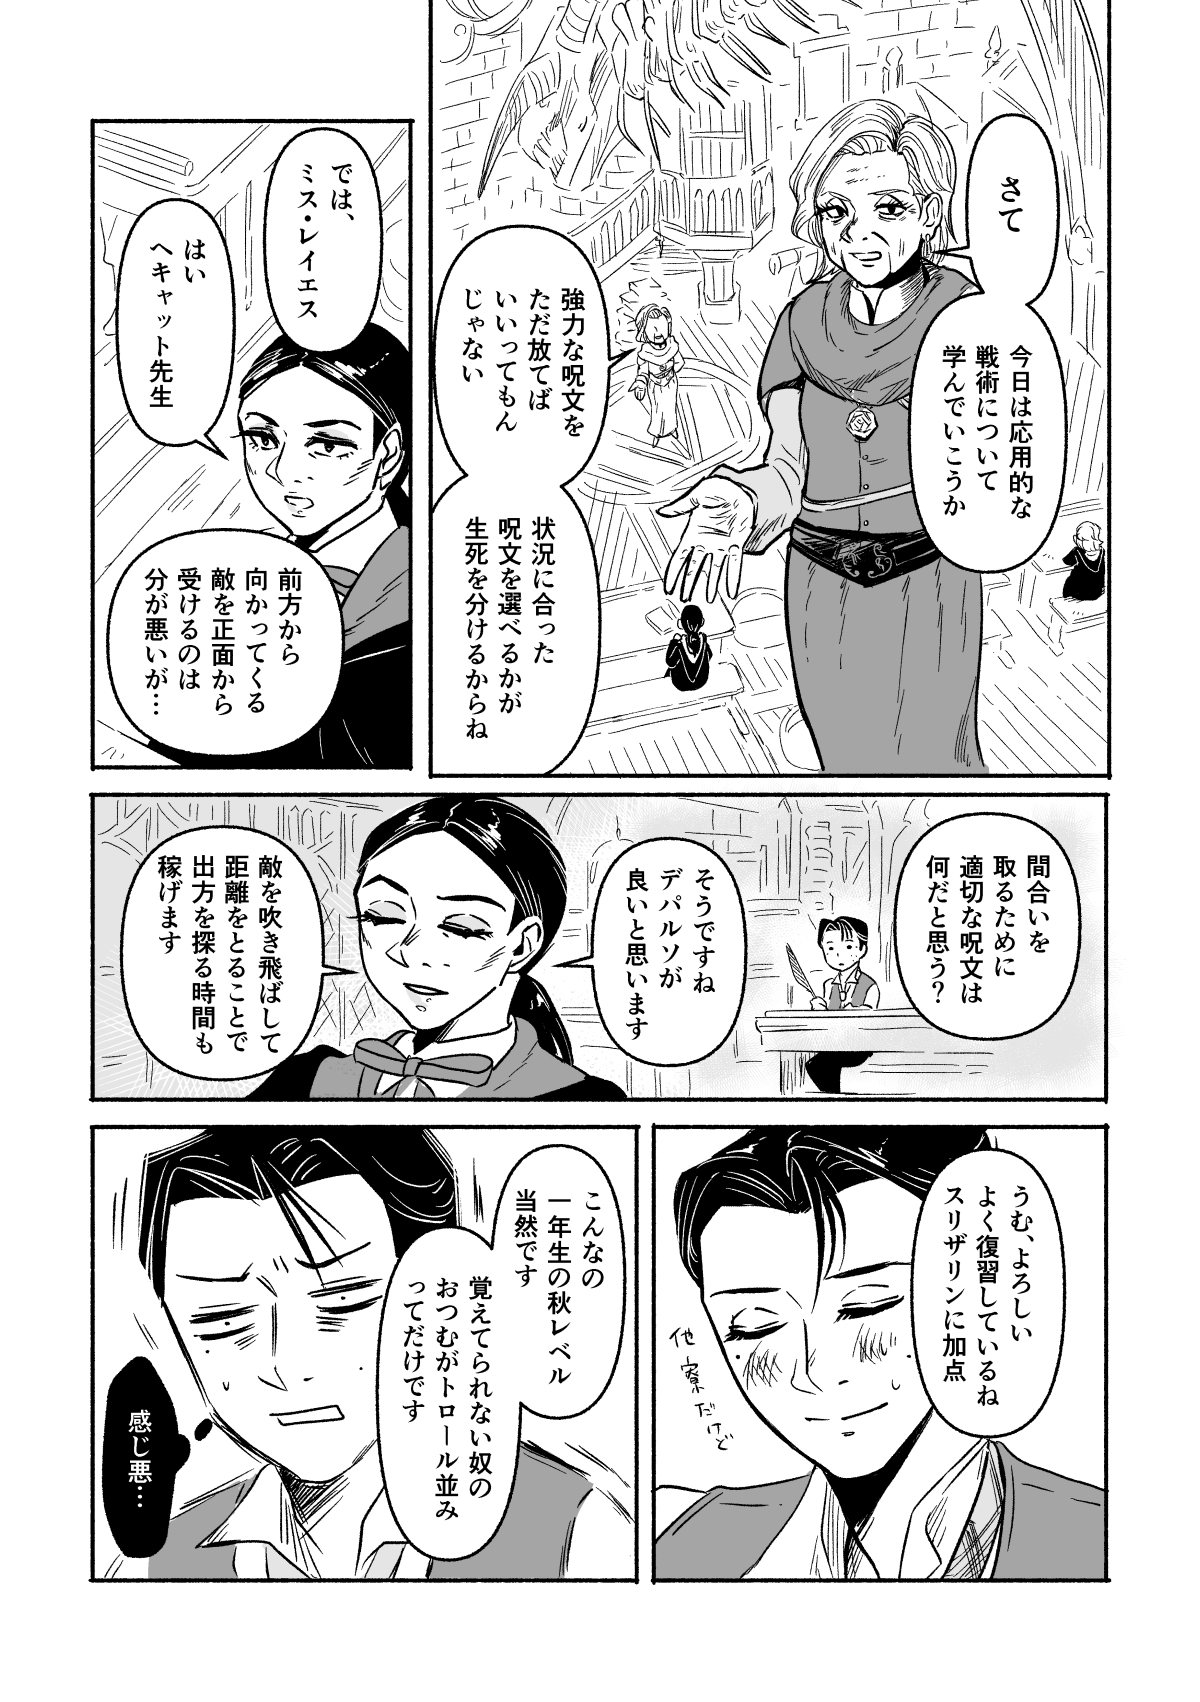 さて
今日は応用的な
戦術について
学んでいこうか
強力な呪文を
ただ放てば
いいってもん
じゃない
状況に合った
呪文を選べるかが
生死を分けるからね
では、
ミス・レイエス
はい
ヘキャット先生
前方から
向かってくる
敵を正面から
受けるのは
分が悪いが…
間合いを
取るために
適切な呪文は
何だと思う?
そうですね
デパルソが
良いと思います
敵を吹き飛ばして
距離をとることで
出方を探る時間も
稼げます
うむ、よろしい
よく復習しているね
スリザリンに加点
他寮だけど
こんなの
一年生の秋レベル
当然です
覚えてられない奴の
おつむがトロール並み
ってだけです
感じ悪…